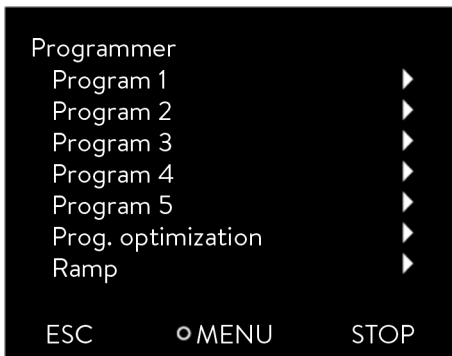 Programmer
Program 1
Program 2
Program 3
Program 4
Program 5
Prog. optimization
Ramp
ESC MENU STOP